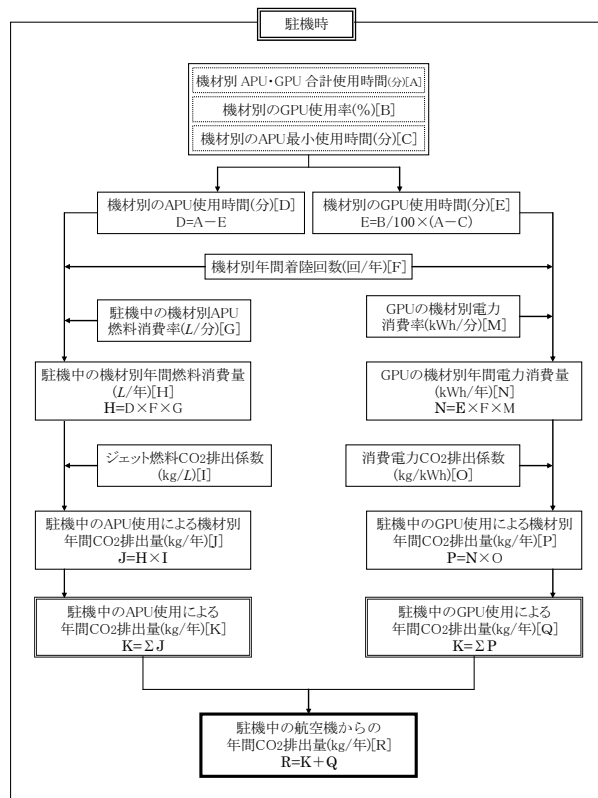 駐機時
機材別 APU・GPU 合計使用時間(分)[A]
機材別のGPU使用率(%)[B]
機材別のAPU最小使用時間(分)[C]
機材別のAPU使用時間(分)[D]
D=A－E
機材別のGPU使用時間(分)[E]
E=B/100×(A－C)
機材別年間着陸回数(回/年)[F]
駐機中の機材別APU
燃料消費率(L/分)[G]
GPUの機材別電力
消費率(kWh/分)[M]
駐機中の機材別年間燃料消費量
(L/年)[H]
H=D×F×G
GPUの機材別年間電力消費量
(kWh/年)[N]
N=E×F×M
ジェット燃料CO2排出係数
(kg/L)[I]
消費電力CO2排出係数
(kg/kWh)[O]
駐機中のAPU使用による機材別
年間CO2排出量(kg/年)[J]
J=H×I
駐機中のGPU使用による機材別
年間CO2排出量(kg/年)[P]
P=N×O
駐機中のAPU使用による
年間CO2排出量(kg/年)[K]
K=ΣJ
駐機中のGPU使用による
年間CO2排出量(kg/年)[Q]
K=ΣP
駐機中の航空機からの
年間CO2排出量(kg/年)[R]
R=K＋Q